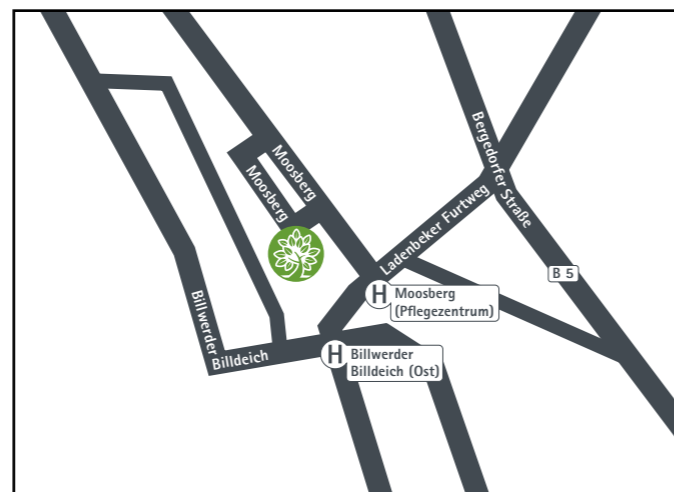 Moosberg
Moosberg
Bergedorfer Straße
Ladenbeker Furtweg
B 5
H
Moosberg
(Pflegezentrum)
Billwerder
Billdeich
H
Billwerder
Billdeich (Ost)